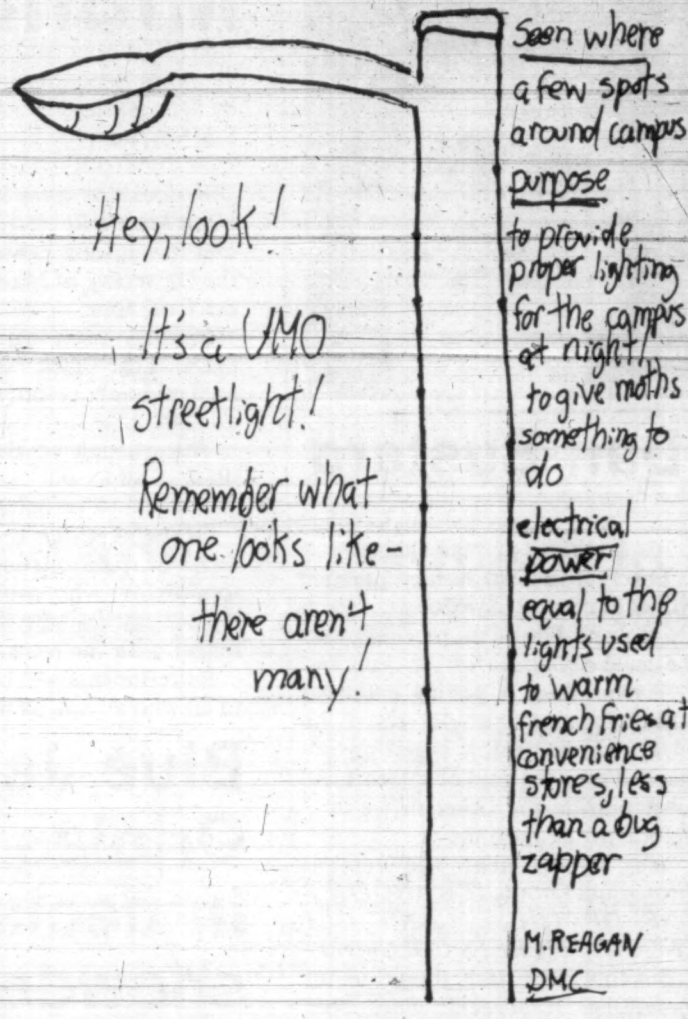 Hey, look!
It's a UMO
streetlight!
Remember what
one looks like-
there aren't
many!
Seen where
a few spots
around campus
purpose
to provide
proper lighting
for the campus
at night/
to give moths
something to
do
electrical
power
equal to the
lights used
to warm
french fries at
convenience
stores, less
than a bug
zapper
M. REAGAN
DMC